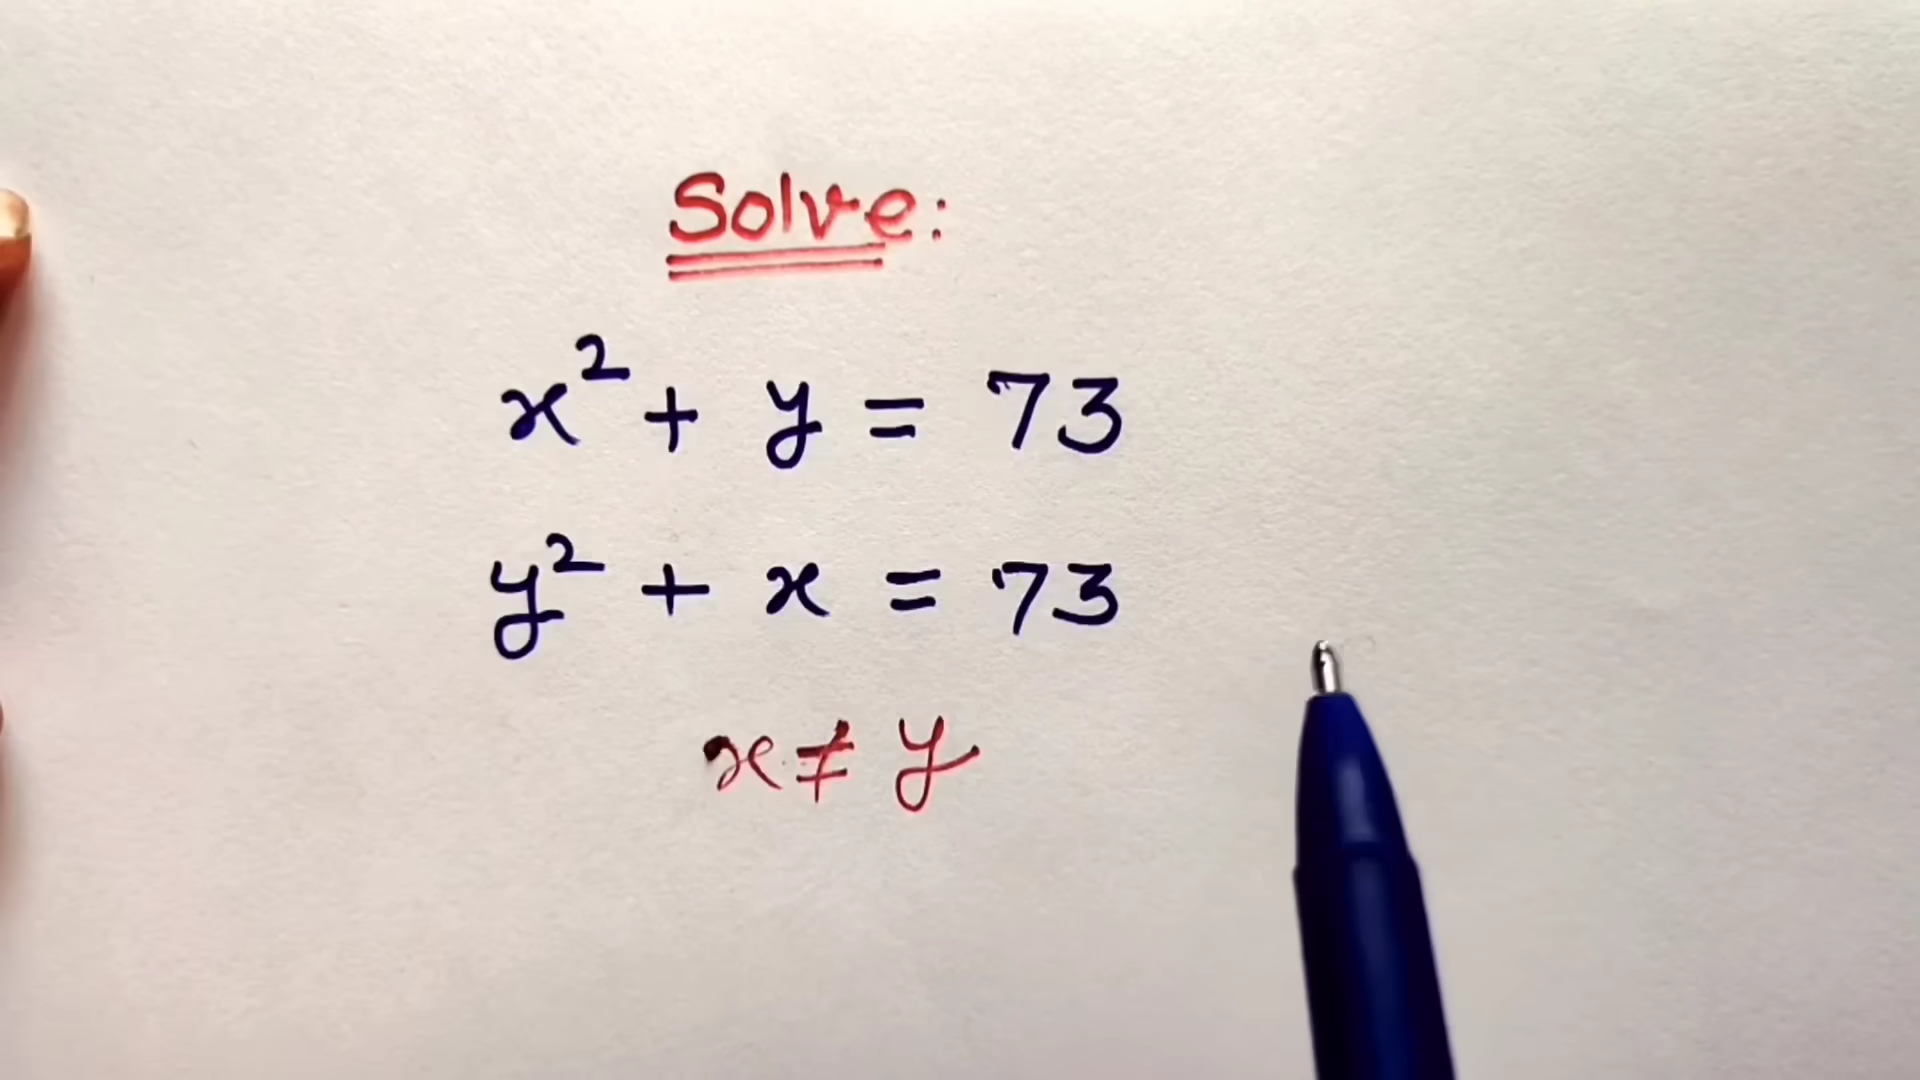 Solve:
x² + y = 73
y² + x = 73
x ≠ y